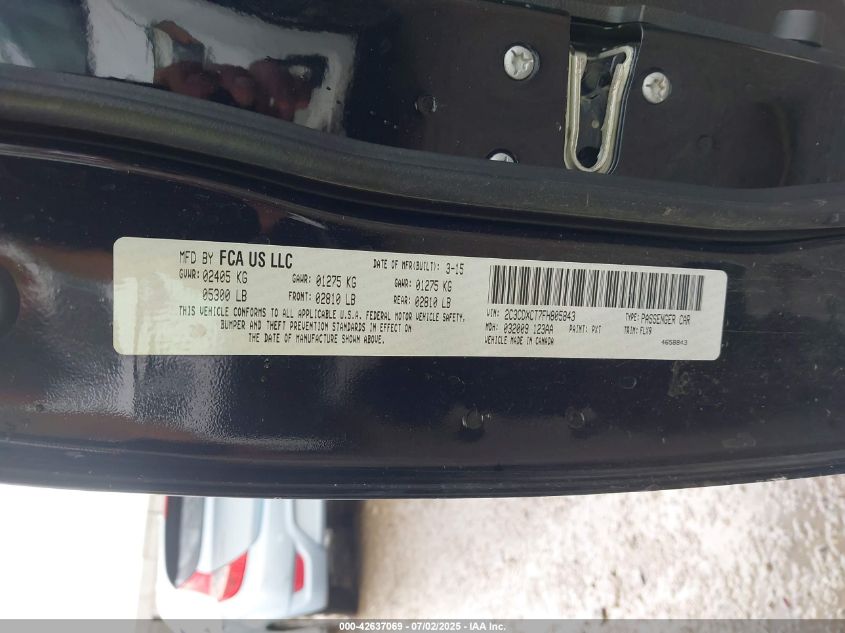 MFD BY FCA US LLC
DATE OF MFR(BUILT): 3-15
GVWR: 02405 KG
GAWR: 01275 KG
GAWR: 01275 KG
05300 LB
FRONT: 02810 LB
REAR: 02810 LB
THIS VEHICLE CONFORMS TO ALL APPLICABLE U.S.A. FEDERAL MOTOR VEHICLE SAFETY,
BUMPER AND THEFT PREVENTION STANDARDS IN EFFECT ON
THE DATE OF MANUFACTURE SHOWN ABOVE.
VIN: 2C3CDXCT7FH805843
TYPE: PASSENGER CAR
MDH: 032009 123AA
PAINT: PXT
TRIM: FLX9
VEHICLE MADE IN CANADA
4658843
000-42637069 - 07/02/2025 - IAA Inc.